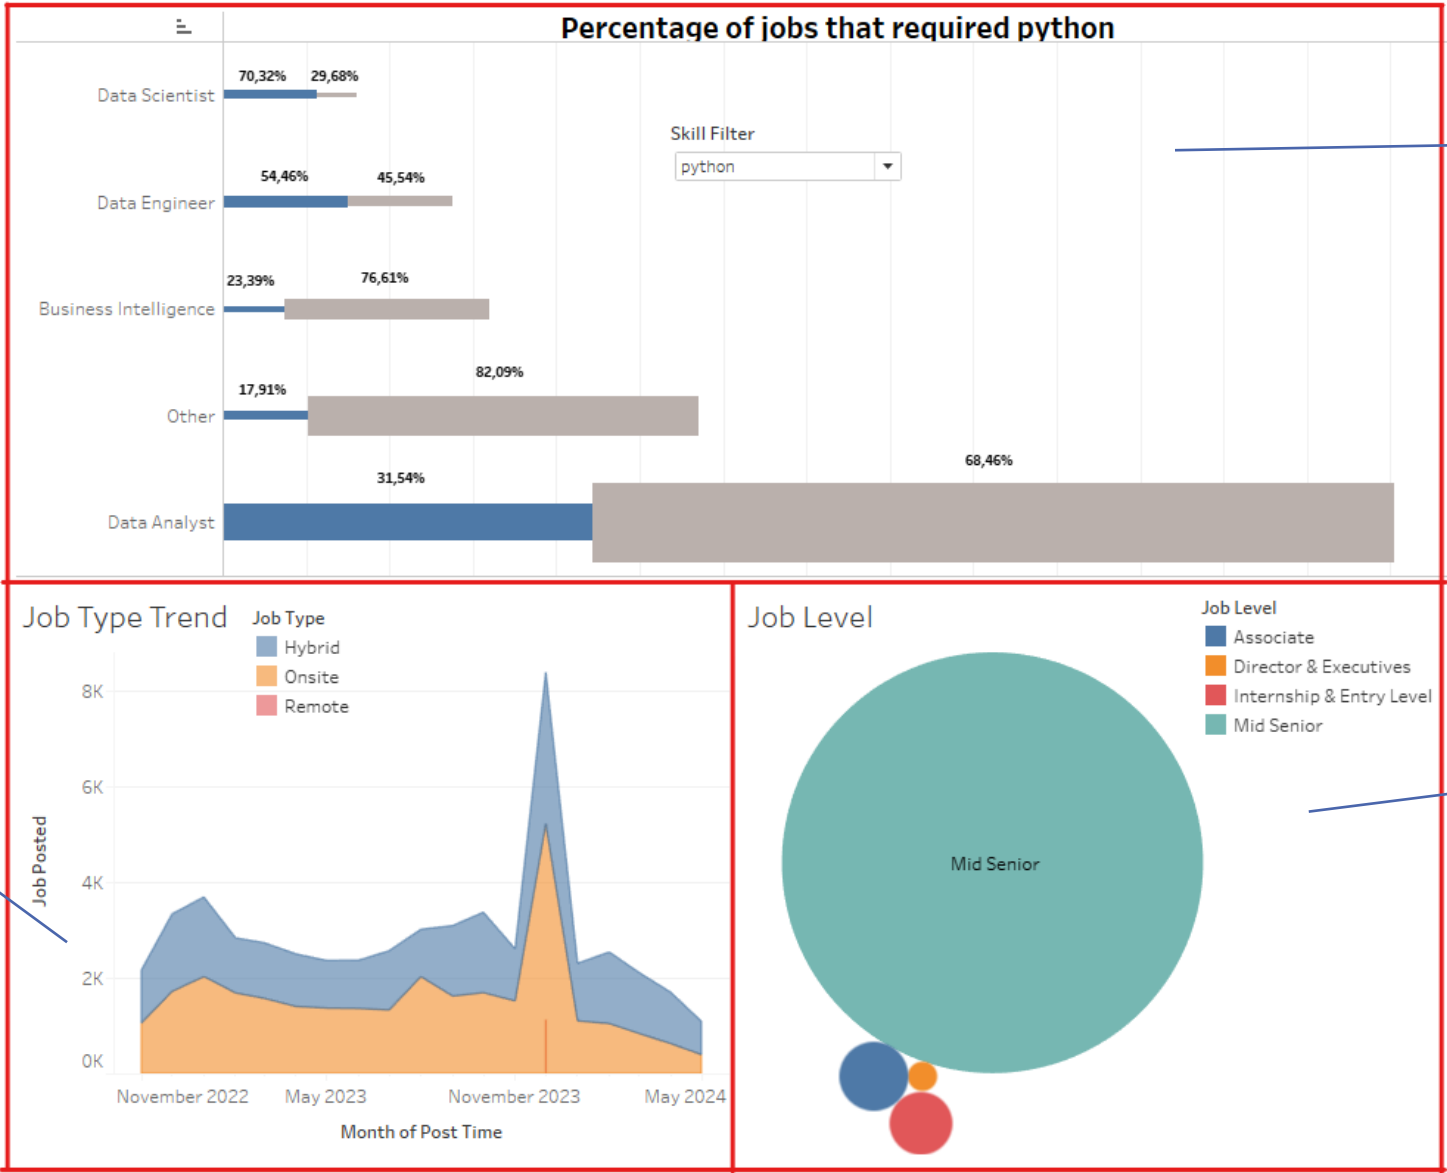 Percentage of jobs that required python
70,32% 29,68%
Data Scientist
Skill Filter
python
54,46% 45,54%
Data Engineer
23,39% 76,61%
Business Intelligence
82,09%
17,91%
Other
68,46%
31,54%
Data Analyst
Job Type Trend
Job Type
Hybrid
Onsite
Remote
8K
6K
4K
2K
0K
Job Posted
November 2022 May 2023 November 2023 May 2024
Month of Post Time
Job Level
Job Level
Associate
Director & Executives
Internship & Entry Level
Mid Senior
Mid Senior